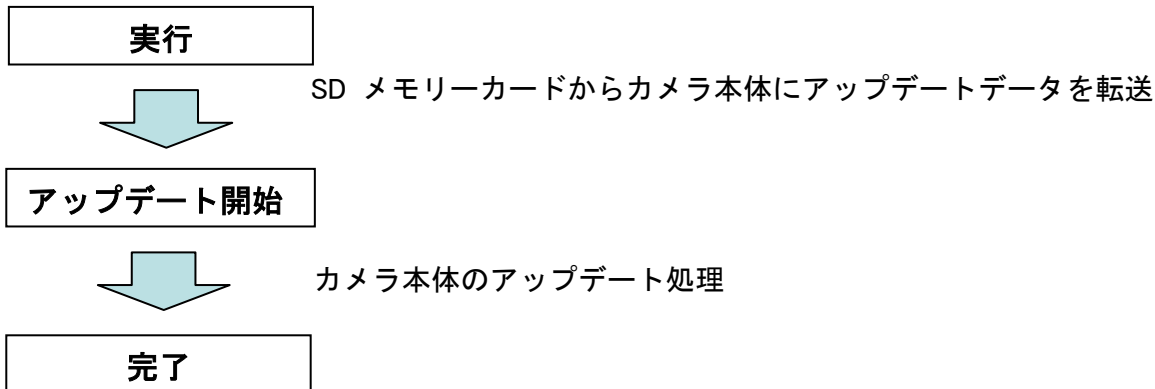 実行
SD メモリーカードからカメラ本体にアップデートデータを転送
アップデート開始
カメラ本体のアップデート処理
完了